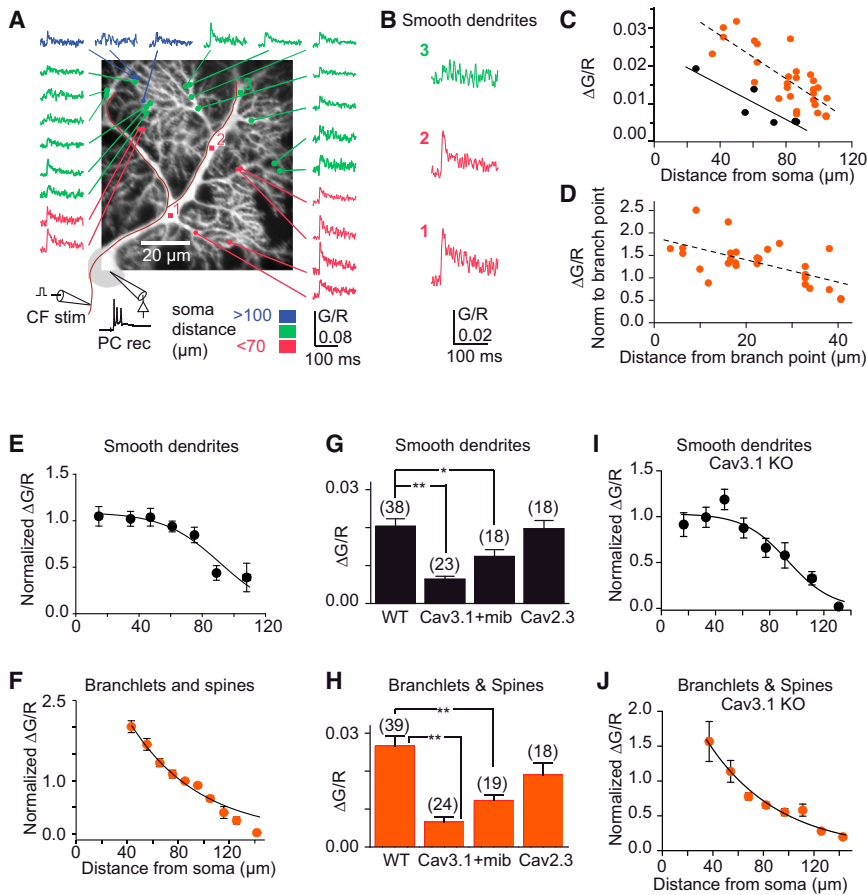 A
B Smooth dendrites
3
2
1
3
2
1
20 µm
CF stim
PC rec
soma
distance
(µm)
>100
<70
G/R
0.08
100 ms
G/R
0.02
100 ms
C
ΔG/R
0.03
0.02
0.01
0.00
0 20 40 60 80 100
Distance from soma (µm)
D
ΔG/R
Norm to branch point
2.5
2.0
1.5
1.0
0.5
0.0
0 10 20 30 40
Distance from branch point (µm)
E Smooth dendrites
Normalized ΔG/R
1.5
1.0
0.5
0.0
0 40 80 120
F Branchlets and spines
Normalized ΔG/R
2.5
1.0
0.0
0 40 80 120
Distance from soma (µm)
G Smooth dendrites
ΔG/R
0.03
0.00
*
**
(38)
(23)
(18)
(18)
WT Cav3.1+mib Cav2.3
H Branchlets & Spines
ΔG/R
0.03
0.00
**
**
(39)
(24)
(19)
(18)
WT Cav3.1+mib Cav2.3
I Smooth dendrites
Cav3.1 KO
Normalized ΔG/R
1.5
1.0
0.5
0.0
0 40 80 120
J Branchlets & Spines
Cav3.1 KO
Normalized ΔG/R
2.0
1.5
1.0
0.5
0.0
0 40 80 120
Distance from soma (µm)